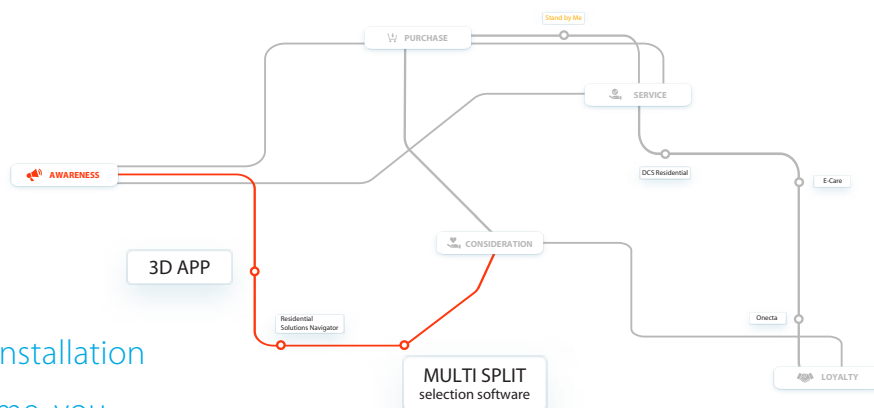 Stand by Me
PURCHASE
SERVICE
DCS Residential
E-Care
AWARENESS
CONSIDERATION
3D APP
Residential
Solutions Navigator
Onecta
nstallation
MULTI SPLIT
selection software
LOYALTY
you